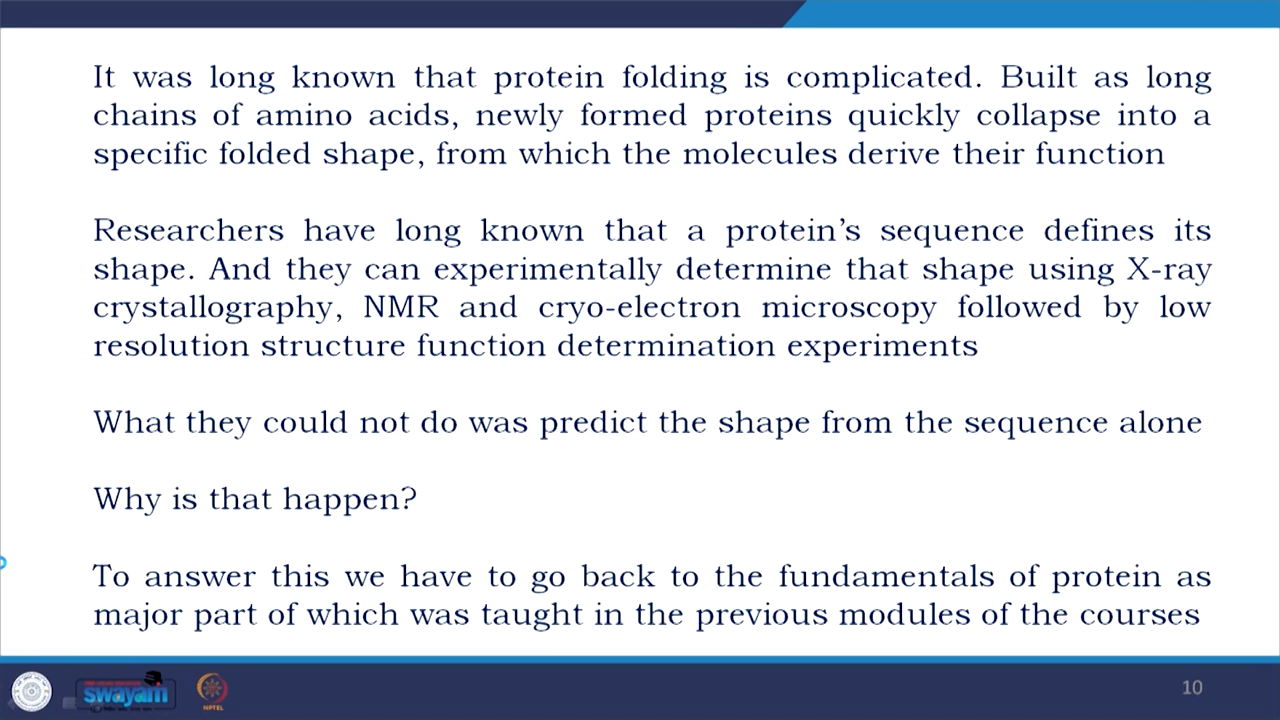 It was long known that protein folding is complicated. Built as long
chains of amino acids, newly formed proteins quickly collapse into a
specific folded shape, from which the molecules derive their function
Researchers have long known that a protein’s sequence defines its
shape. And they can experimentally determine that shape using X-ray
crystallography, NMR and cryo-electron microscopy followed by low
resolution structure function determination experiments
What they could not do was predict the shape from the sequence alone
Why is that happen?
To answer this we have to go back to the fundamentals of protein as
major part of which was taught in the previous modules of the courses
swayam
NPTEL
10